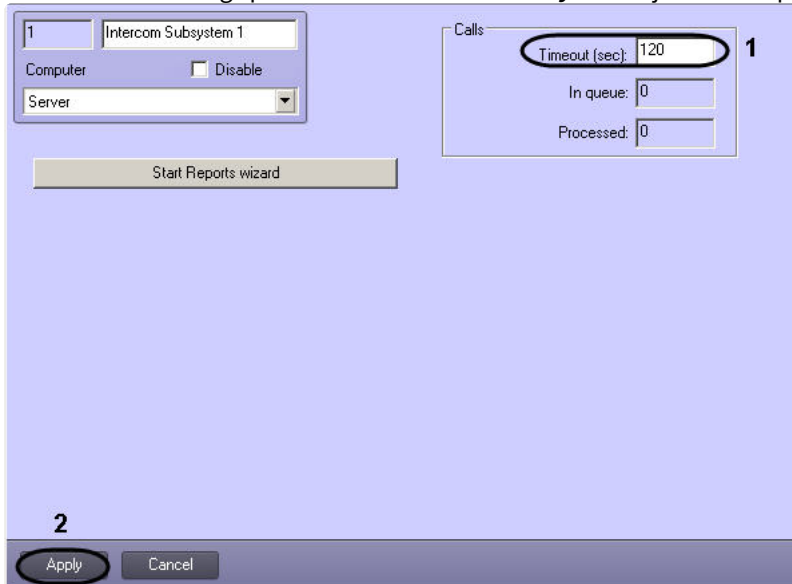 1 Intercom Subsystem 1
Computer Disable
Server
Start Reports wizard
Calls
Timeout (sec): 120 1
In queue: 0
Processed: 0
2
Apply Cancel